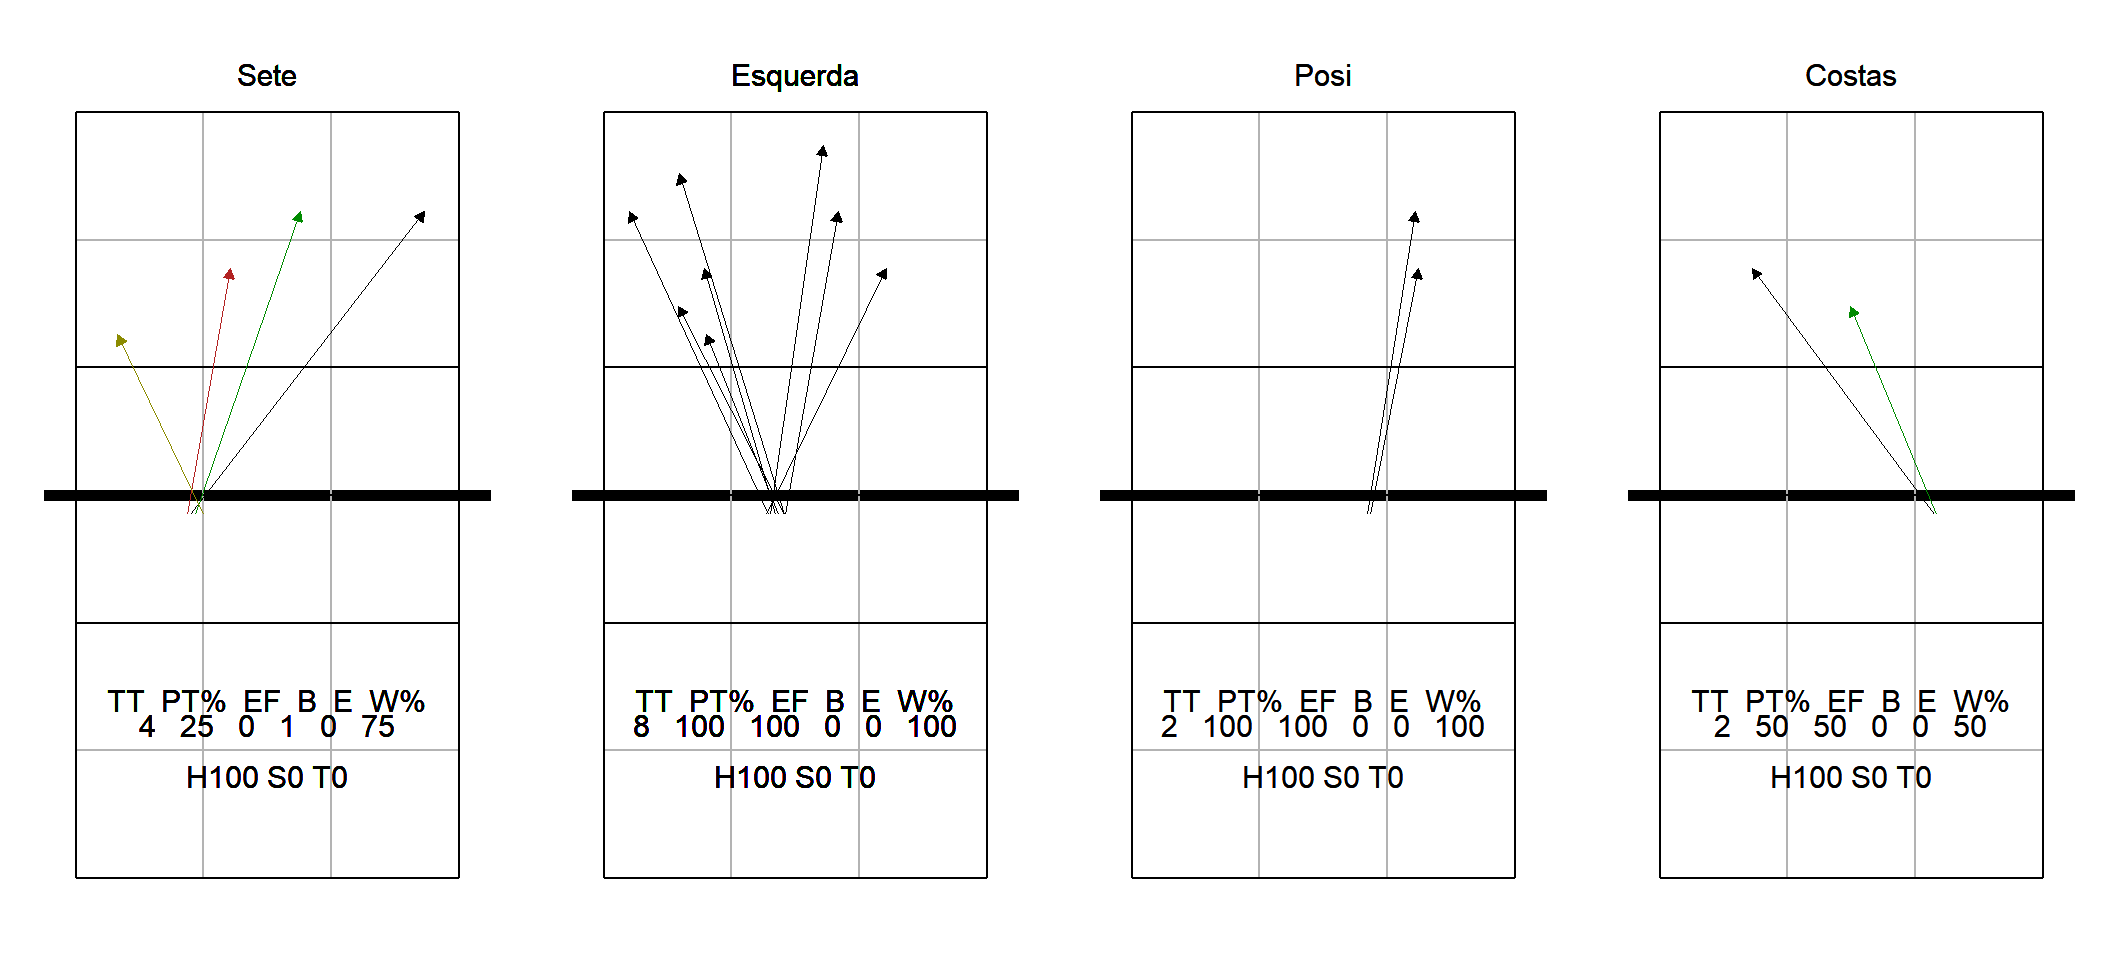 Sete
TT PT% EF B E W%
4 25 0 1 0 75
H100 S0 T0
Esquerda
TT PT% EF B E W%
8 100 100 0 0 100
H100 S0 T0
Posi
TT PT% EF B E W%
2 100 100 0 0 100
H100 S0 T0
Costas
TT PT% EF B E W%
2 50 50 0 0 50
H100 S0 T0